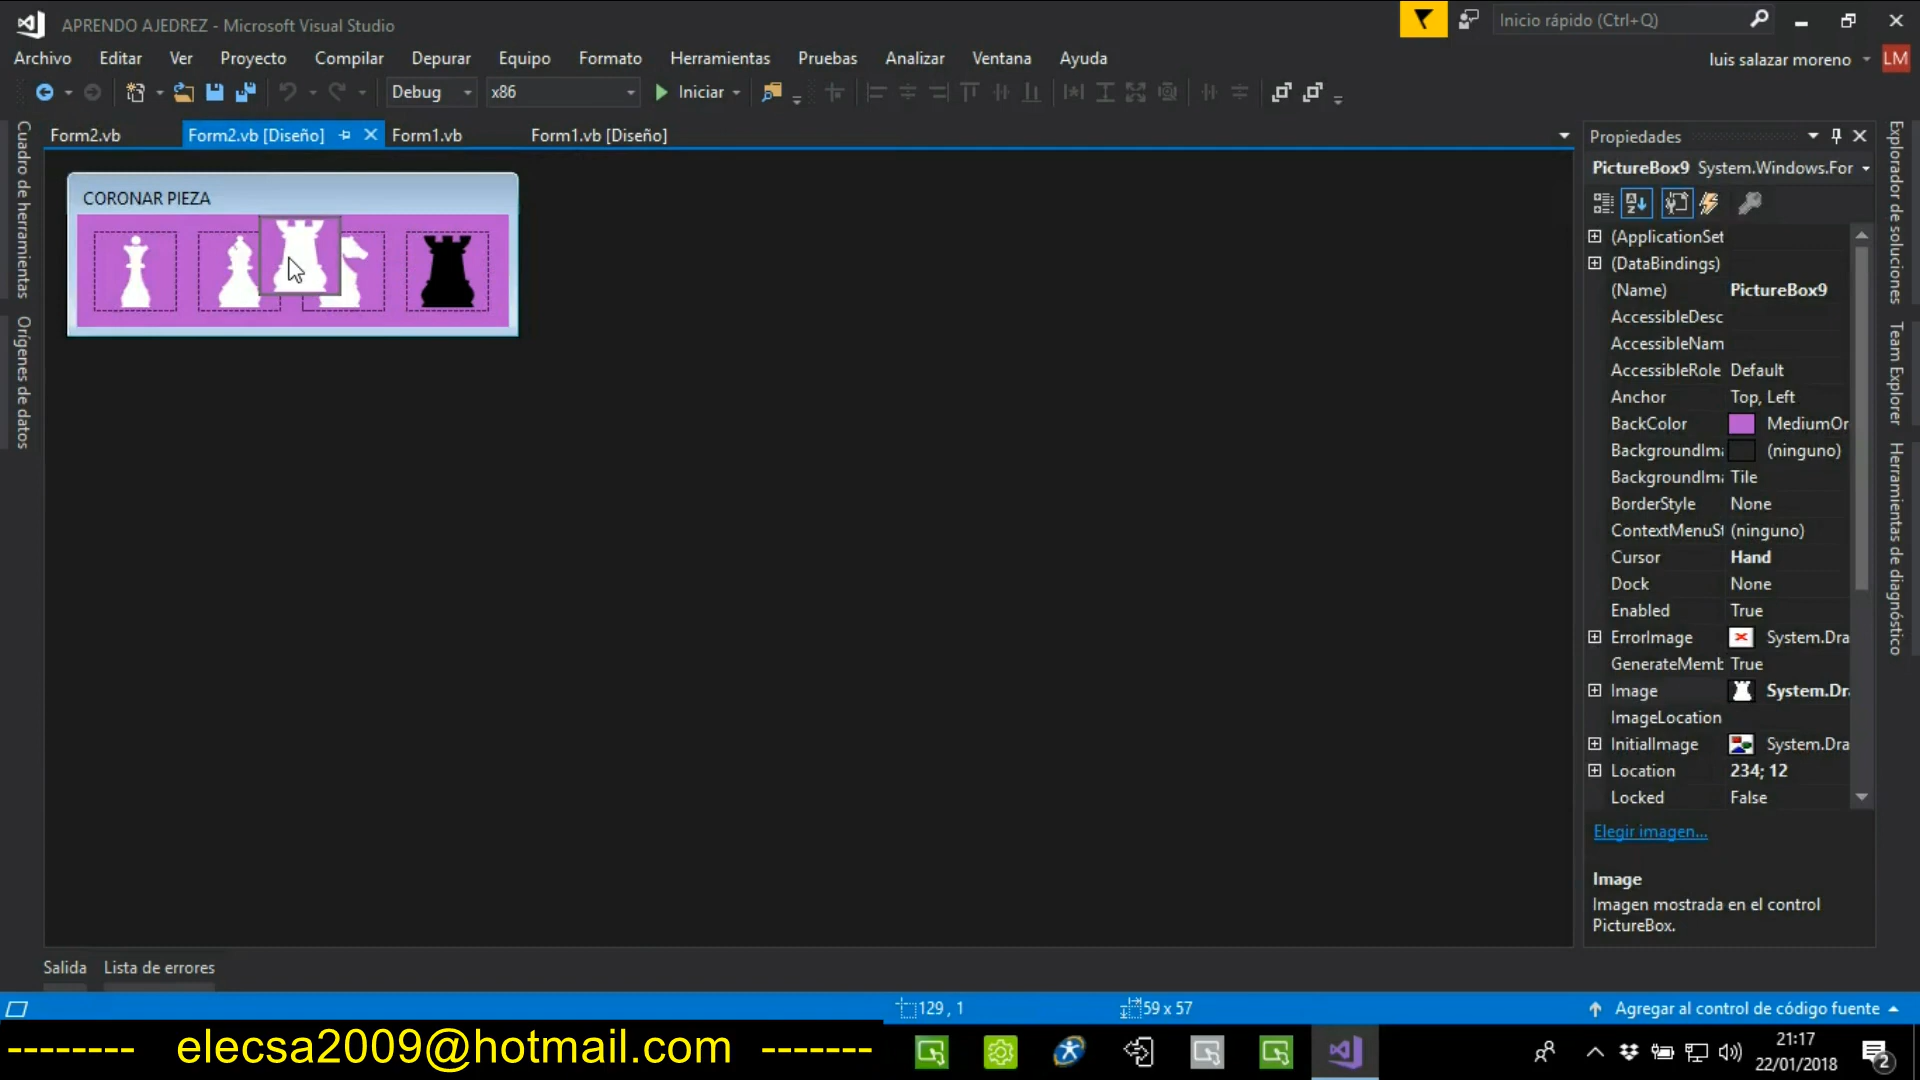 APRENDO AJEDREZ - Microsoft Visual Studio
Inicio rápido (Ctrl+Q)
Archivo Editar Ver Proyecto Compilar Depurar Equipo Formato Herramientas Pruebas Analizar Ventana Ayuda
luis salazar moreno LM
Debug x86 Iniciar
Form2.vb Form2.vb [Diseño] Form1.vb Form1.vb [Diseño]
Cuadro de herramientas
Orígenes de datos
CORONAR PIEZA
Propiedades
PictureBox9 System.Windows.For
(ApplicationSet
(DataBindings)
(Name) PictureBox9
AccessibleDesc
AccessibleNam
AccessibleRole Default
Anchor Top, Left
BackColor MediumOr
BackgroundIma (ninguno)
BackgroundIma Tile
BorderStyle None
ContextMenuSt (ninguno)
Cursor Hand
Dock None
Enabled True
ErrorImage System.Dra
GenerateMemb True
Image System.Dra
ImageLocation
InitialImage System.Dra
Location 234; 12
Locked False
Elegir imagen...
Image
Imagen mostrada en el control
PictureBox.
Explorador de soluciones
Team Explorer
Herramientas de diagnóstico
Salida Lista de errores
129 , 1 59 x 57 Agregar al control de código fuente
-------- elecsa2009@hotmail.com -------
21:17
22/01/2018
2